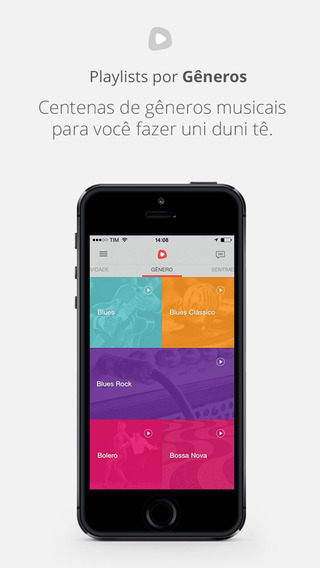 Playlists por Gêneros
Centenas de gêneros musicais
para você fazer uni duni tê.
TIM 14:08
VIDADE GÊNERO SENTIME
Blues Blues Clássico
Blues Rock
Bolero Bossa Nova